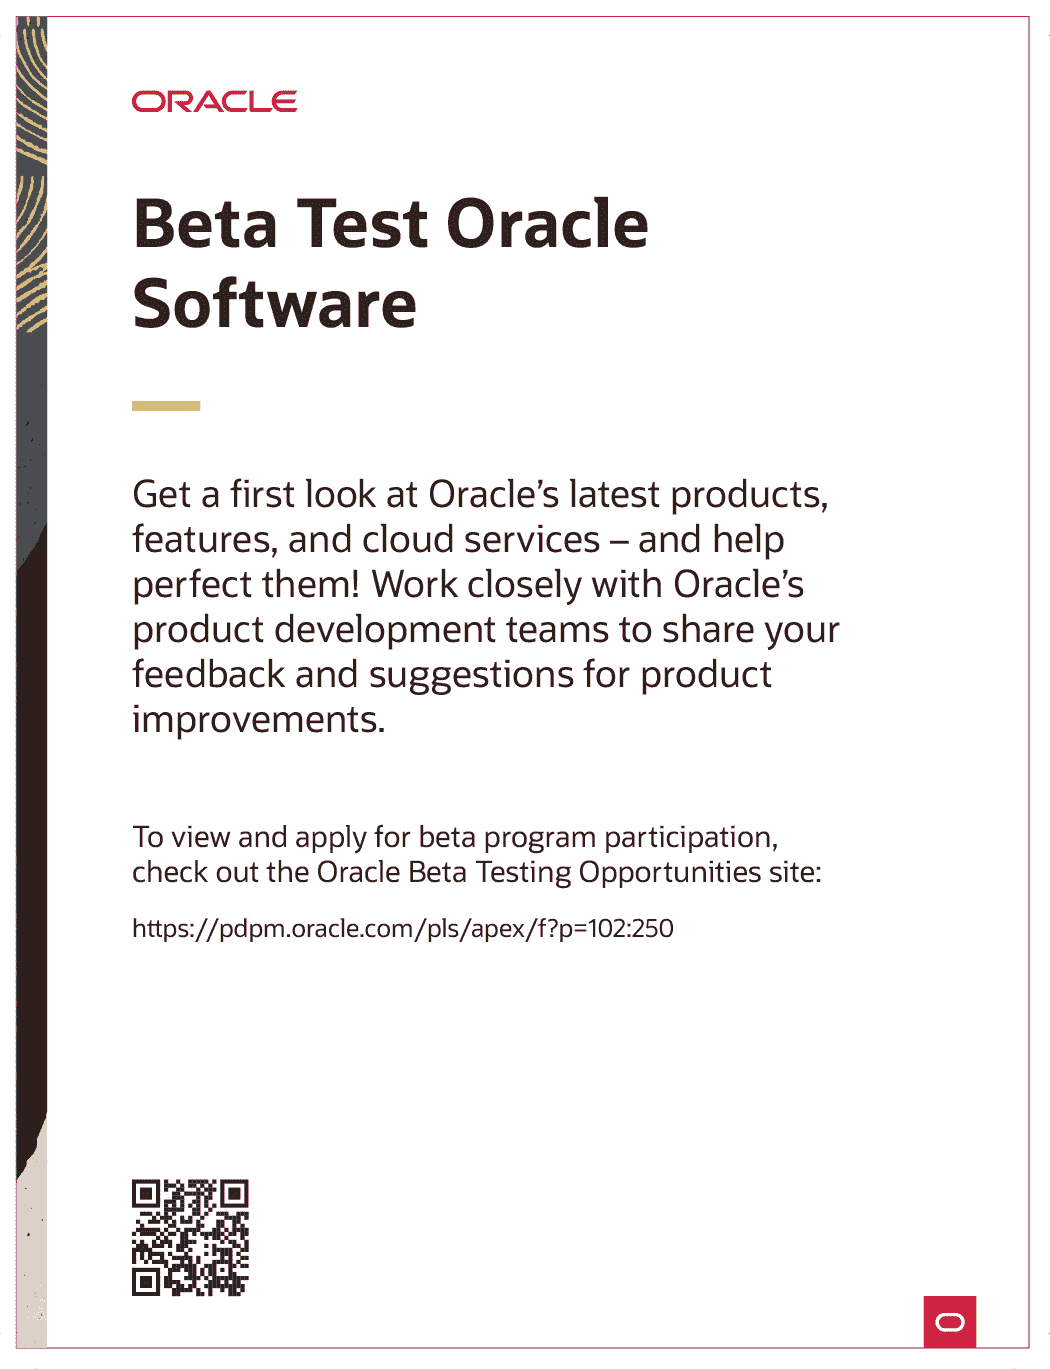 ORACLE
Beta Test Oracle
Software
Get a first look at Oracle’s latest products,
features, and cloud services – and help
perfect them! Work closely with Oracle’s
product development teams to share your
feedback and suggestions for product
improvements.
To view and apply for beta program participation,
check out the Oracle Beta Testing Opportunities site:
https://pdpm.oracle.com/pls/apex/f?p=102:250